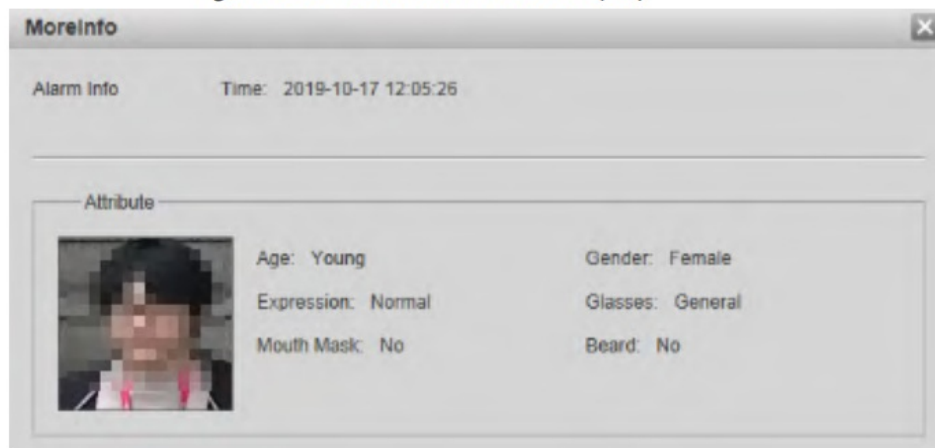 MoreInfo
Alarm Info Time: 2019-10-17 12:05:26
Attribute
Age: Young Gender: Female
Expression: Normal Glasses: General
Mouth Mask: No Beard: No